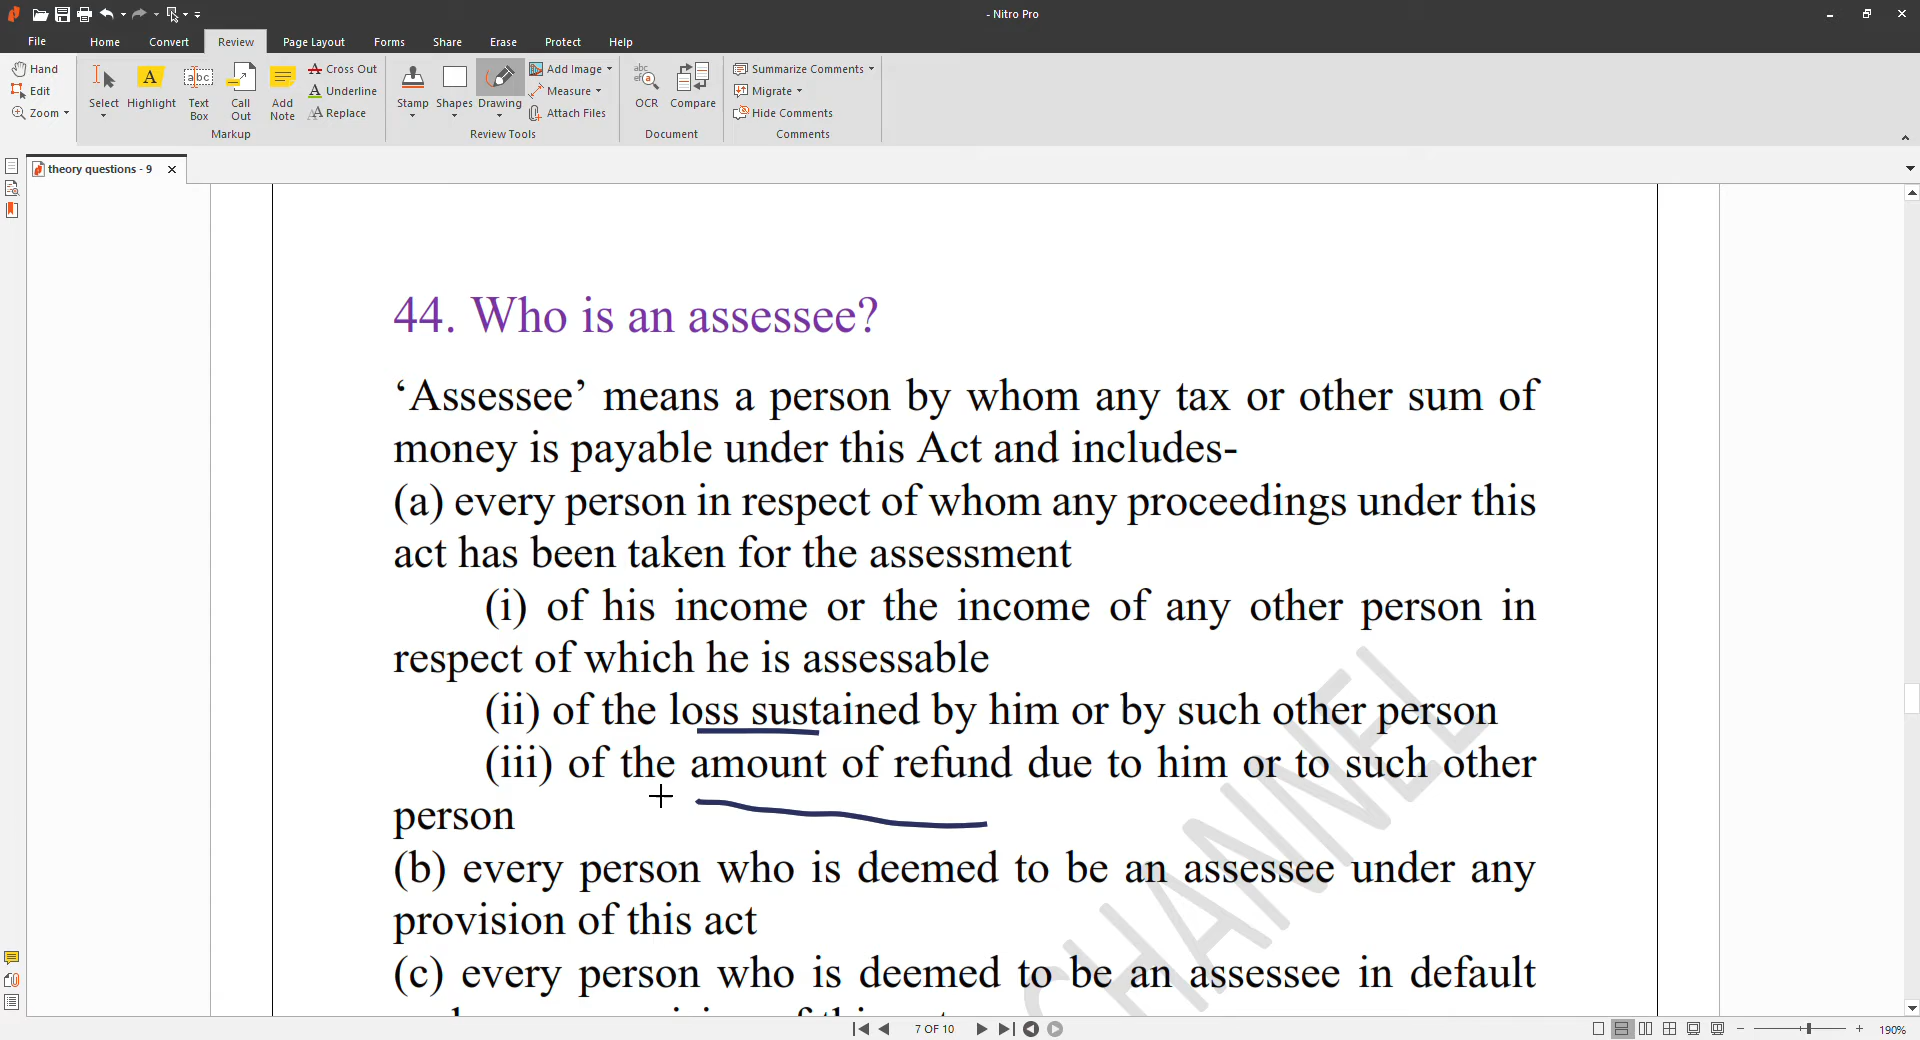 - Nitro Pro
File Home Convert Review Page Layout Forms Share Erase Protect Help
Hand
Edit
Zoom
Select
Highlight
Text Box
Call Out
Add Note
Cross Out
Underline
Replace
Markup
Stamp
Shapes
Drawing
Add Image
Measure
Attach Files
Review Tools
OCR
Compare
Document
Summarize Comments
Migrate
Hide Comments
Comments
theory questions - 9
44. Who is an assessee?
‘Assessee’ means a person by whom any tax or other sum of
money is payable under this Act and includes-
(a) every person in respect of whom any proceedings under this
act has been taken for the assessment
(i) of his income or the income of any other person in
respect of which he is assessable
(ii) of the loss sustained by him or by such other person
(iii) of the amount of refund due to him or to such other
person
(b) every person who is deemed to be an assessee under any
provision of this act
(c) every person who is deemed to be an assessee in default
CHANNEL
7 OF 10
190%